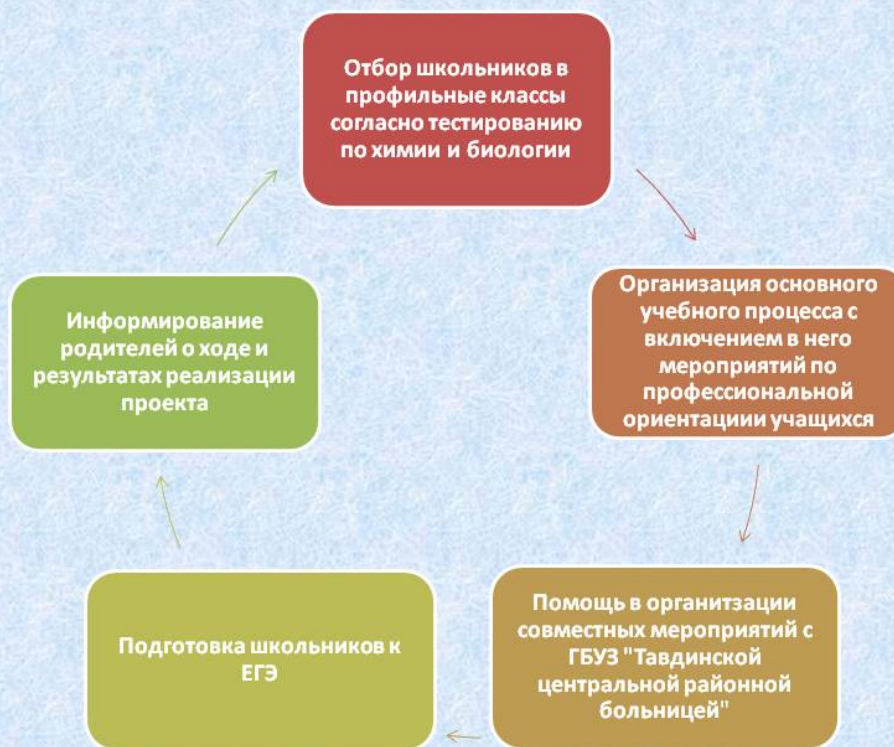 Отбор школьников в
профильные классы
согласно тестированию
по химии и биологии
Организация основного
учебного процесса с
включением в него
мероприятий по
профессиональной
ориентациии учащихся
Помощь в органитзации
совместных мероприятий с
ГБУЗ "Тавдинской
центральной районной
больницей"
Подготовка школьников к
ЕГЭ
Информирование
родителей о ходе и
результатах реализации
проекта